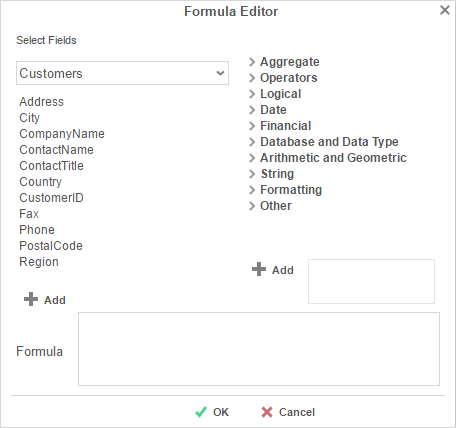 Formula Editor
Select Fields
Customers
Address
City
CompanyName
ContactName
ContactTitle
Country
CustomerID
Fax
Phone
PostalCode
Region
Add
Aggregate
Operators
Logical
Date
Financial
Database and Data Type
Arithmetic and Geometric
String
Formatting
Other
Add
Formula
OK
Cancel